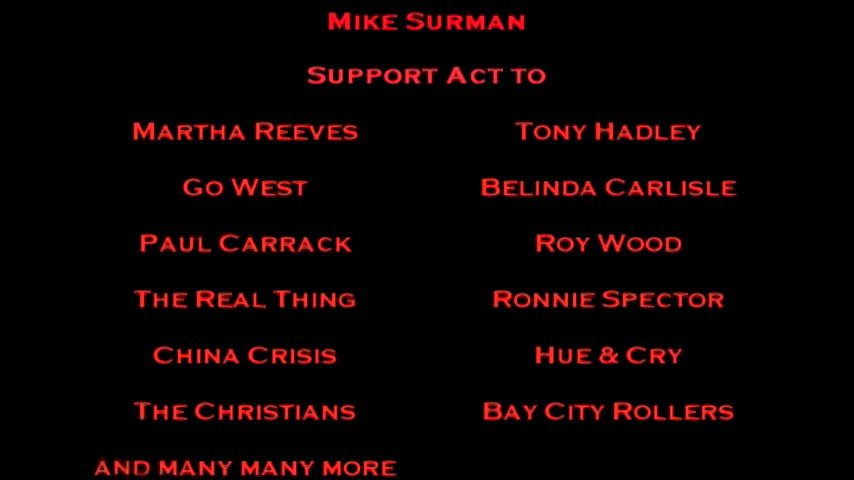 Mike Surman
Support Act to
Martha Reeves Tony Hadley
Go West Belinda Carlisle
Paul Carrack Roy Wood
The Real Thing Ronnie Spector
China Crisis Hue & Cry
The Christians Bay City Rollers
and many many more